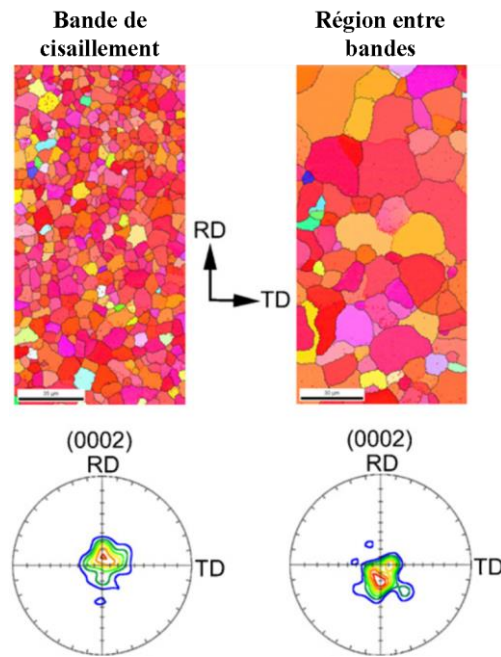 Bande de
cisaillement
Région entre
bandes
RD
TD
(0002)
RD
TD
(0002)
RD
TD